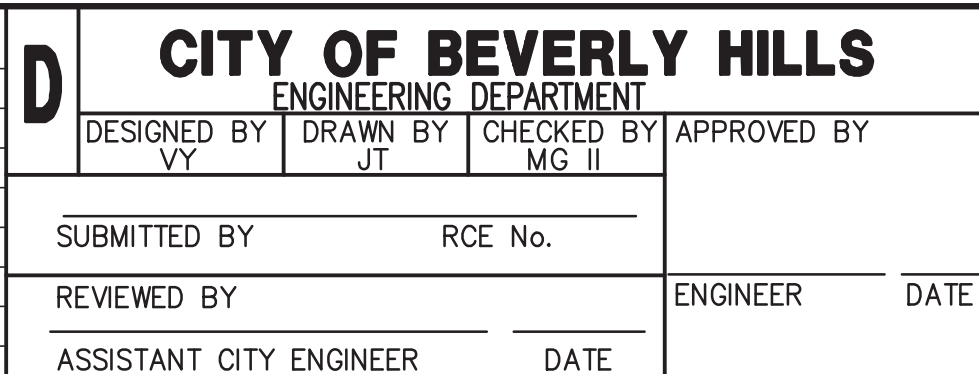 D
CITY OF BEVERLY HILLS
ENGINEERING DEPARTMENT
DESIGNED BY
VY
DRAWN BY
JT
CHECKED BY
MG II
APPROVED BY
SUBMITTED BY RCE No.
ENGINEER DATE
REVIEWED BY
ASSISTANT CITY ENGINEER DATE